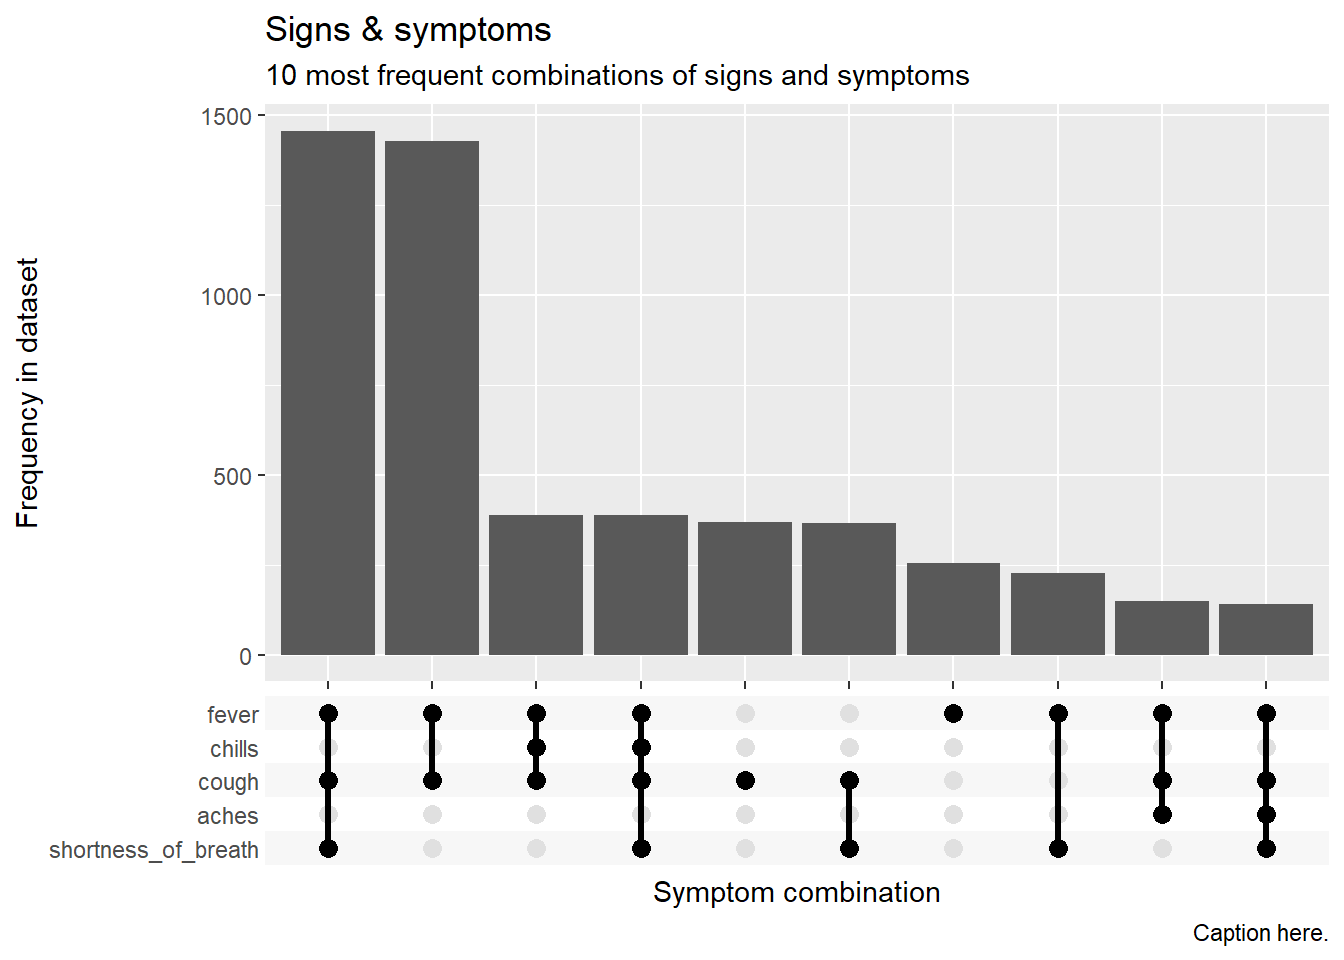 Signs & symptoms
10 most frequent combinations of signs and symptoms
Frequency in dataset
1500
1000
500
0
fever
chills
cough
aches
shortness_of_breath
Symptom combination
Caption here.